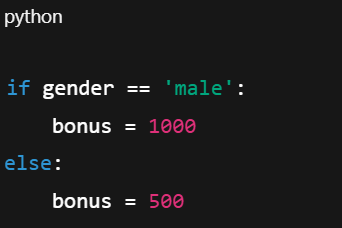 python
if gender == 'male':
    bonus = 1000
else:
    bonus = 500